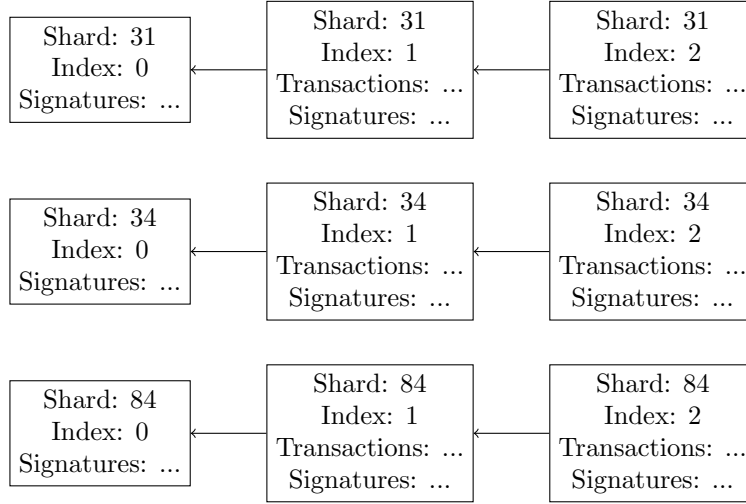 Shard: 31
Index: 0
Signatures: ...
Shard: 31
Index: 1
Transactions: ...
Signatures: ...
Shard: 31
Index: 2
Transactions: ...
Signatures: ...
Shard: 34
Index: 0
Signatures: ...
Shard: 34
Index: 1
Transactions: ...
Signatures: ...
Shard: 34
Index: 2
Transactions: ...
Signatures: ...
Shard: 84
Index: 0
Signatures: ...
Shard: 84
Index: 1
Transactions: ...
Signatures: ...
Shard: 84
Index: 2
Transactions: ...
Signatures: ...